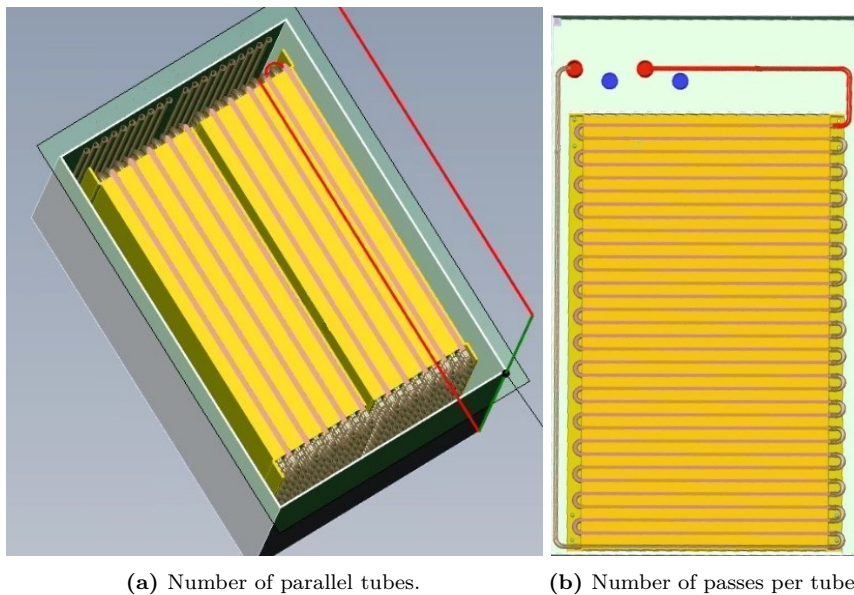 (a) Number of parallel tubes.
(b) Number of passes per tube